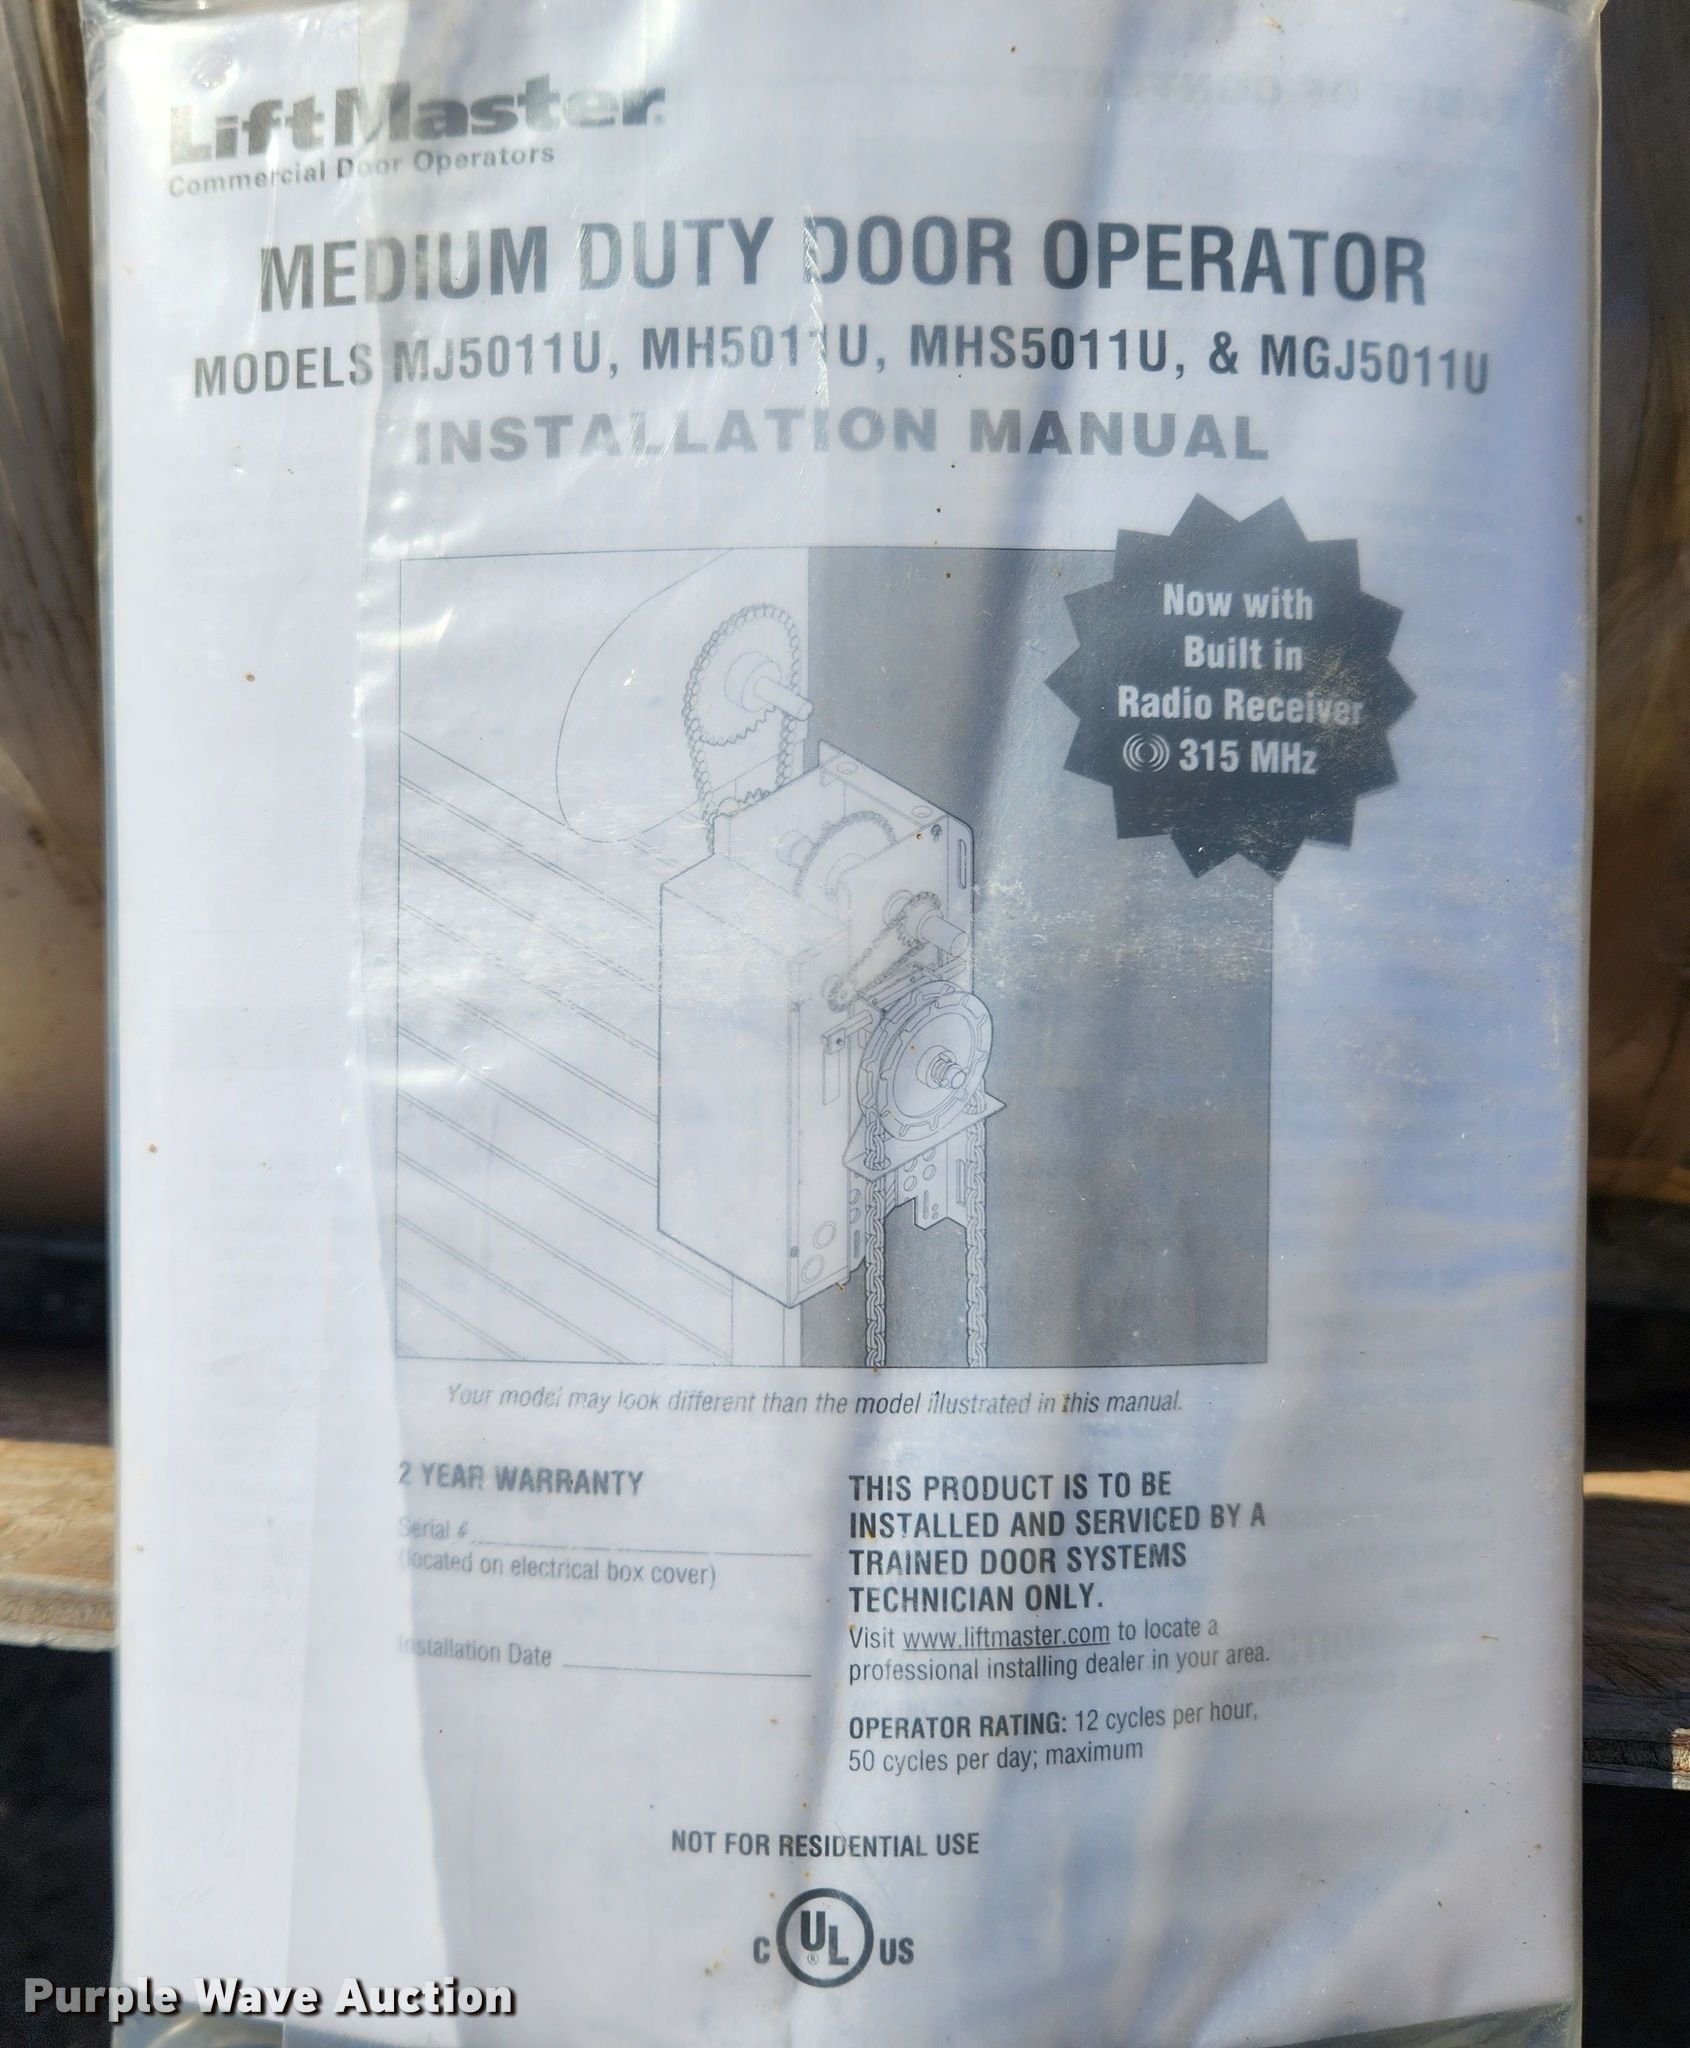 LiftMaster®
Commercial Door Operators
MEDIUM DUTY DOOR OPERATOR
MODELS MJ5011U, MH5011U, MHS5011U, & MGJ5011U
INSTALLATION MANUAL
Now with
Built in
Radio Receiver
315 MHz
Your model may look different than the model illustrated in this manual.
2 YEAR WARRANTY
Serial #
(located on electrical box cover)
Installation Date
THIS PRODUCT IS TO BE
INSTALLED AND SERVICED BY A
TRAINED DOOR SYSTEMS
TECHNICIAN ONLY.
Visit www.liftmaster.com to locate a
professional installing dealer in your area.
OPERATOR RATING: 12 cycles per hour,
50 cycles per day; maximum
NOT FOR RESIDENTIAL USE
C UL® US
Purple Wave Auction